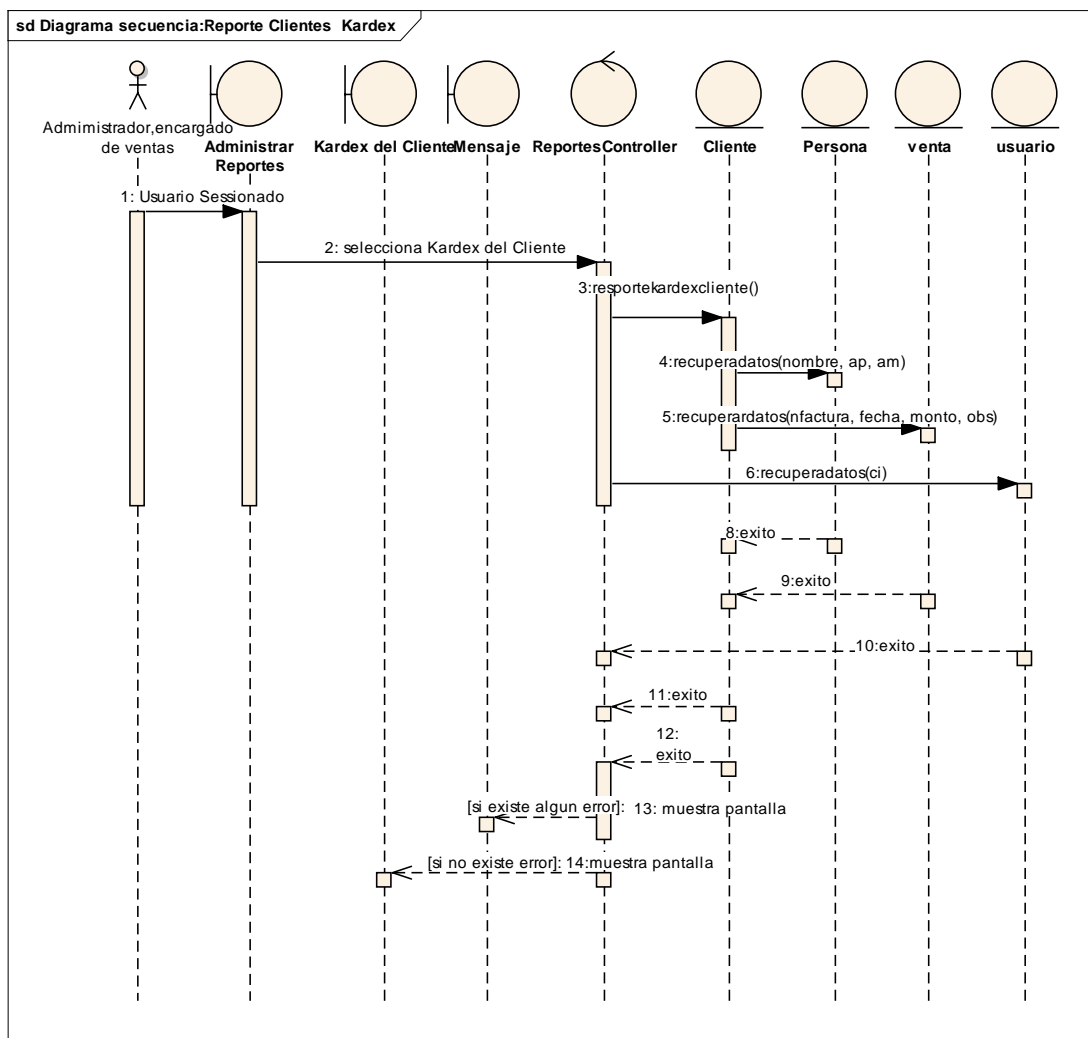 sd Diagrama secuencia:Reporte Clientes Kardex
Admimistrador,encargado
de ventas
Administrar
Reportes
Kardex del Cliente
Mensaje
ReportesController
Cliente
Persona
venta
usuario
1: Usuario Sessionado
2: selecciona Kardex del Cliente
3:resportekardexcliente()
4:recuperadatos(nombre, ap, am)
5:recuperardatos(nfactura, fecha, monto, obs)
6:recuperadatos(ci)
8:exito
9:exito
10:exito
11:exito
12:
exito
[si existe algun error]: 13: muestra pantalla
[si no existe error]: 14:muestra pantalla